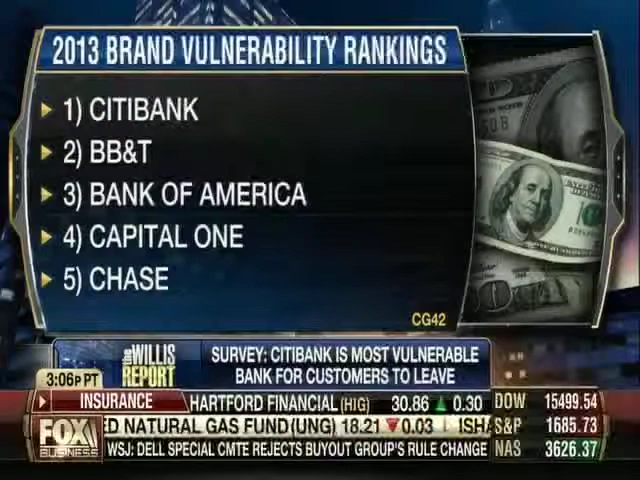 2013 BRAND VULNERABILITY RANKINGS
1) CITIBANK
2) BB&T
3) BANK OF AMERICA
4) CAPITAL ONE
5) CHASE
CG42
WILLIS
REPORT
SURVEY: CITIBANK IS MOST VULNERABLE
BANK FOR CUSTOMERS TO LEAVE
3:06P PT
INSURANCE
HARTFORD FINANCIAL (HIG) 30.86 ▲ 0.30
DOW 15499.54
ED NATURAL GAS FUND(UNG) 18.21 ▼0.03
ISHA
S&P 1685.73
FOX
BUSINESS
WSJ: DELL SPECIAL CMTE REJECTS BUYOUT GROUP'S RULE CHANGE
NAS 3626.37